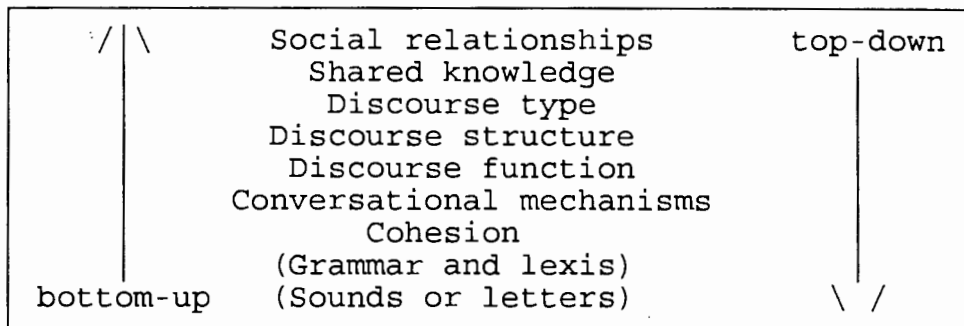 /|\ Social relationships top-down
Shared knowledge
Discourse type
Discourse structure
Discourse function
Conversational mechanisms
Cohesion
(Grammar and lexis)
bottom-up (Sounds or letters) \ /